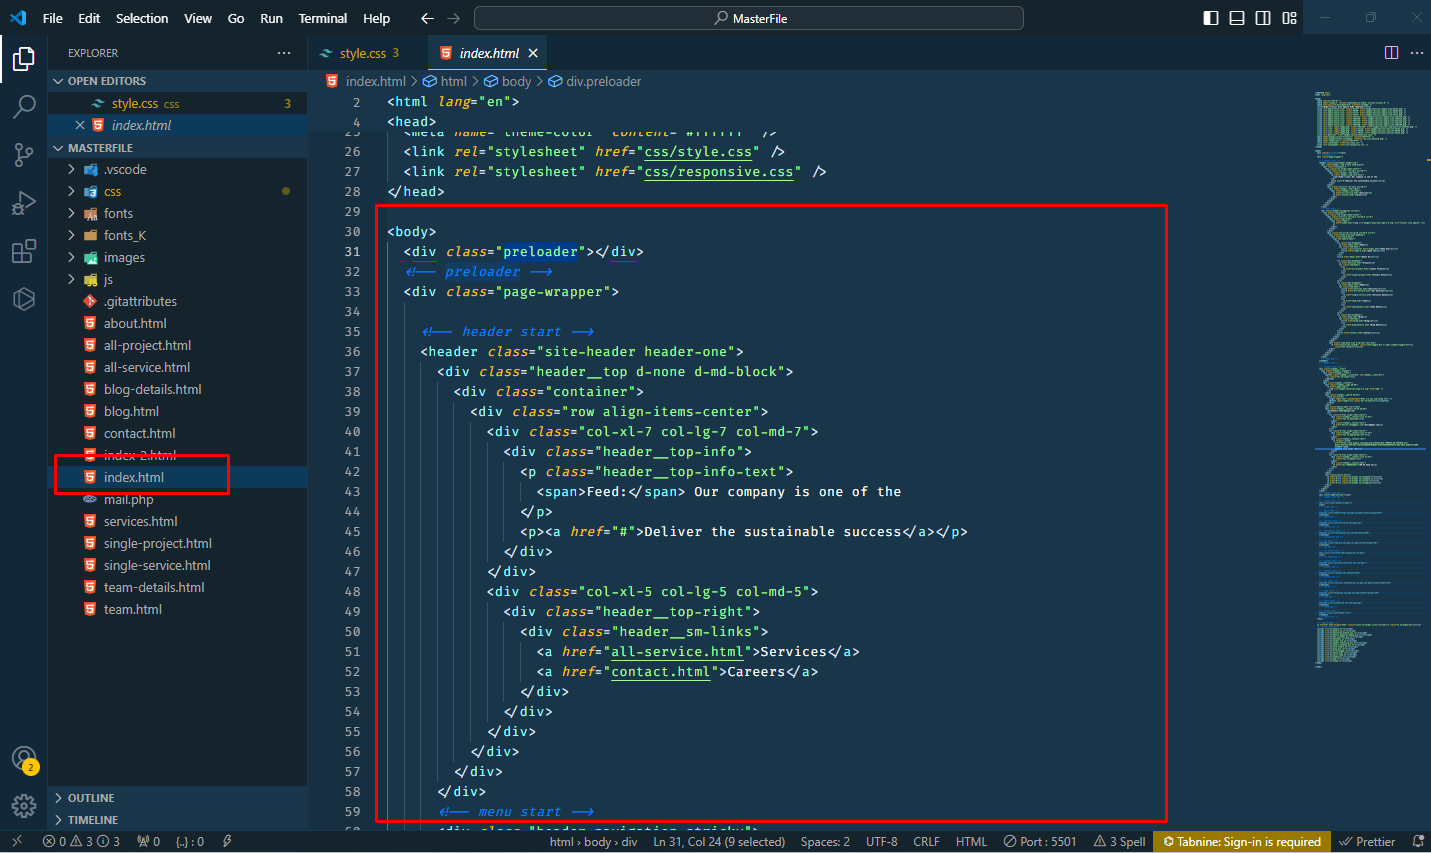 File Edit Selection View Go Run Terminal Help
MasterFile
EXPLORER
OPEN EDITORS
style.css css 3
index.html
MASTERFILE
.vscode
css
fonts
fonts_K
images
js
.gitattributes
about.html
all-project.html
all-service.html
blog-details.html
blog.html
contact.html
index-2.html
index.html
mail.php
services.html
single-project.html
single-service.html
team-details.html
team.html
OUTLINE
TIMELINE
2
style.css 3 index.html
index.html > html > body > div.preloader
2 <html lang="en">
4 <head>
25 <meta name="theme-color" content="#ffffff" />
26 <link rel="stylesheet" href="css/style.css" />
27 <link rel="stylesheet" href="css/responsive.css" />
28 </head>
29
30 <body>
31 <div class="preloader"></div>
32 <!-- preloader -->
33 <div class="page-wrapper">
34
35 <!-- header start -->
36 <header class="site-header header-one">
37 <div class="header__top d-none d-md-block">
38 <div class="container">
39 <div class="row align-items-center">
40 <div class="col-xl-7 col-lg-7 col-md-7">
41 <div class="header__top-info">
42 <p class="header__top-info-text">
43 <span>Feed:</span> Our company is one of the
44 </p>
45 <p><a href="#">Deliver the sustainable success</a></p>
46 </div>
47 </div>
48 <div class="col-xl-5 col-lg-5 col-md-5">
49 <div class="header__top-right">
50 <div class="header__sm-links">
51 <a href="all-service.html">Services</a>
52 <a href="contact.html">Careers</a>
53 </div>
54 </div>
55 </div>
56 </div>
57 </div>
58 </div>
59 <!-- menu start -->
60 <div class="header navigation stricky">
0 3 3 0 {..} : 0 html > body > div Ln 31, Col 24 (9 selected) Spaces: 2 UTF-8 CRLF HTML Port : 5501 3 Spell Tabnine: Sign-in is required Prettier